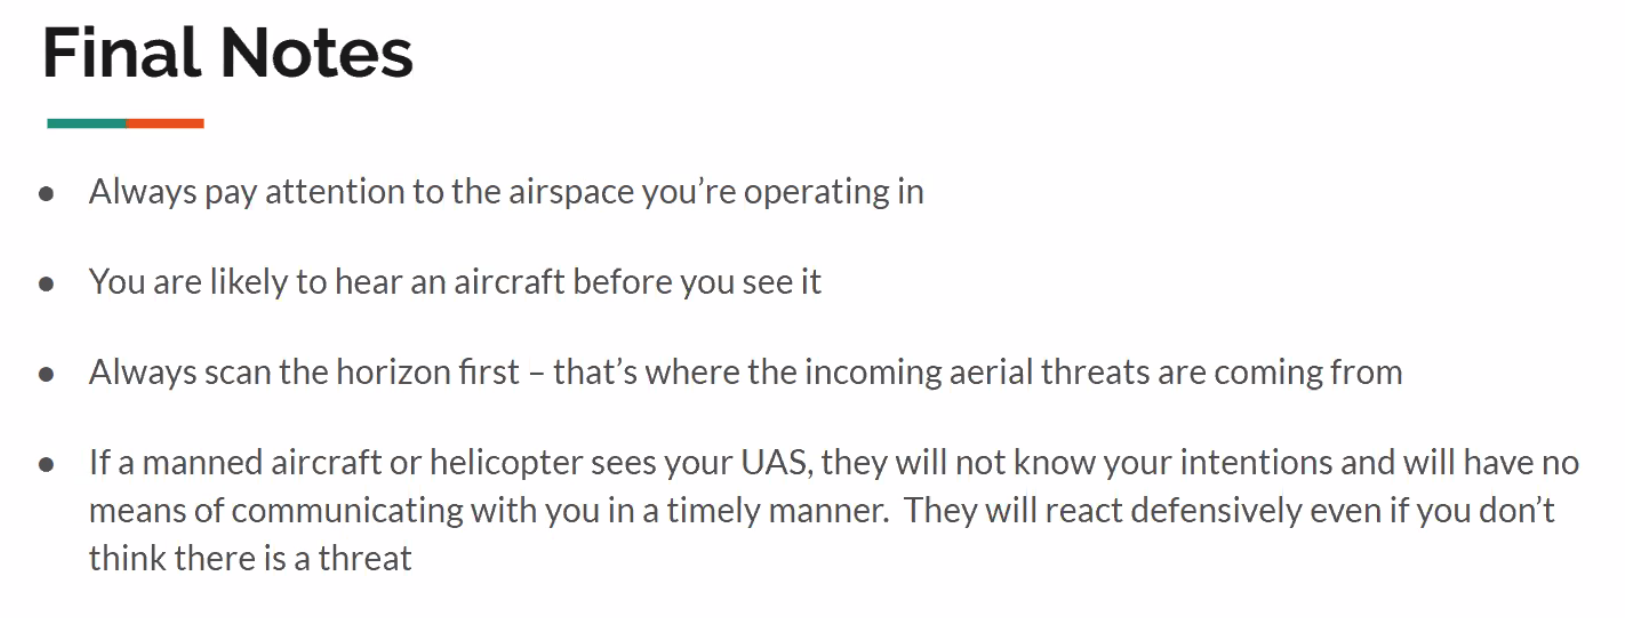 Final Notes
● Always pay attention to the airspace you’re operating in
● You are likely to hear an aircraft before you see it
● Always scan the horizon first – that’s where the incoming aerial threats are coming from
● If a manned aircraft or helicopter sees your UAS, they will not know your intentions and will have no
means of communicating with you in a timely manner.  They will react defensively even if you don’t
think there is a threat